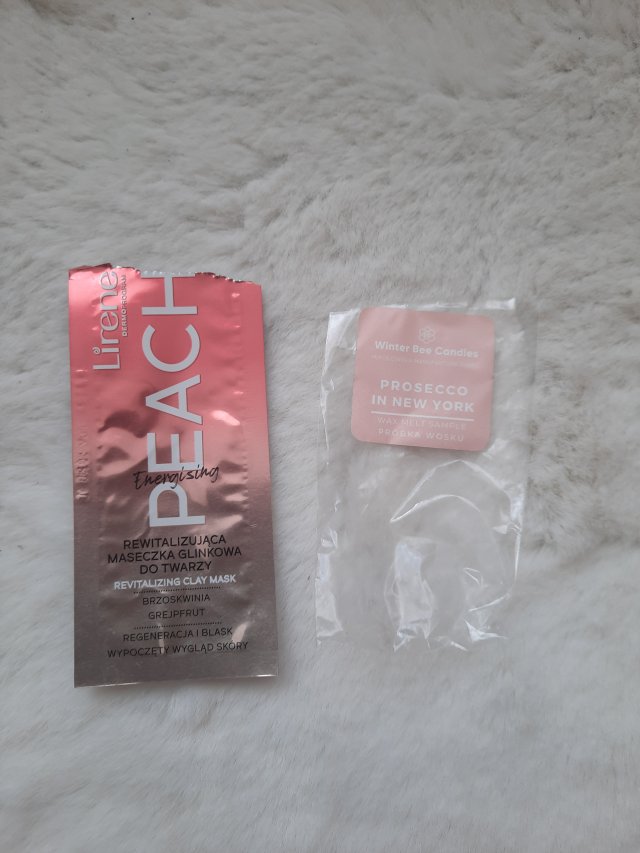 Lirene
DERMOPROGRAM
PEACH
Energising
REWITALIZUJĄCA
MASECZKA GLINKOWA
DO TWARZY
REVITALIZING CLAY MASK
BRZOSKWINIA
GREJPFRUT
REGENERACJA I BLASK
WYPOCZĘTY WYGLĄD SKÓRY
Winter Bee Candles
PROSECCO
IN NEW YORK
WAX MELT SAMPLE
PRÓBKA WOSKU